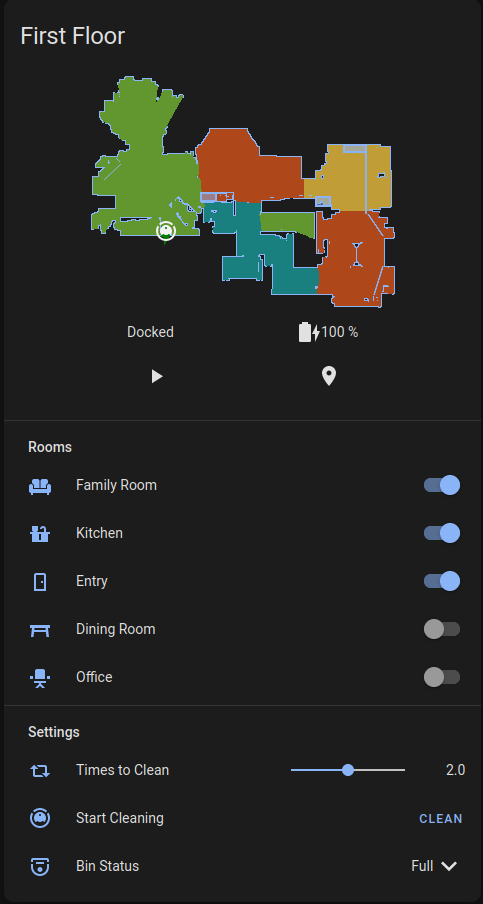 First Floor
Docked 100 %
Rooms
Family Room
Kitchen
Entry
Dining Room
Office
Settings
Times to Clean 2.0
Start Cleaning CLEAN
Bin Status Full